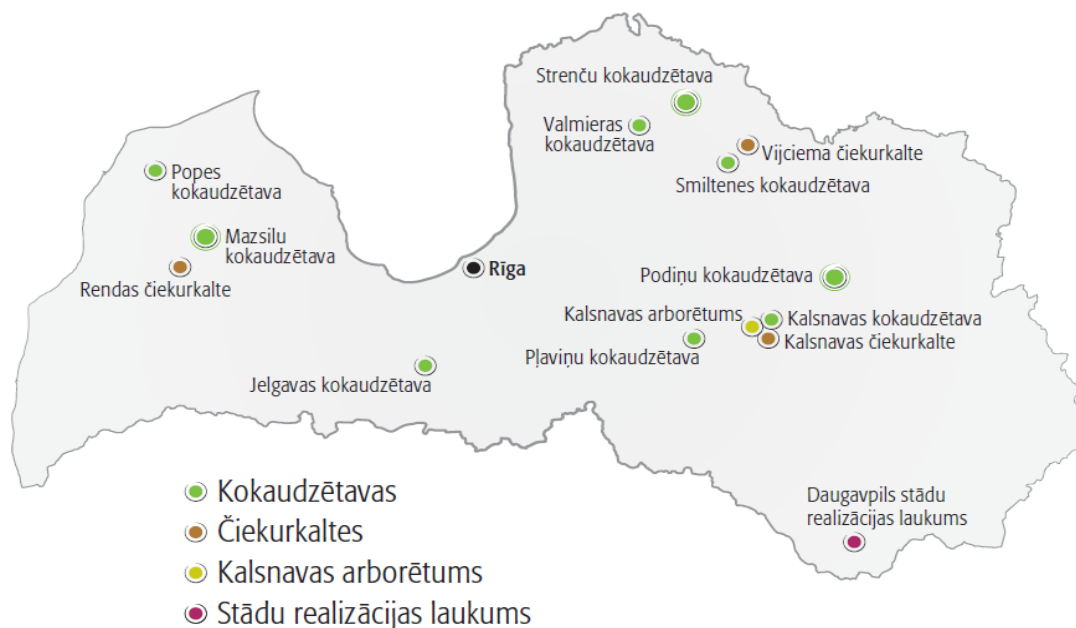 Strenču kokaudzētava
Valmieras
kokaudzētava
Vijciema čiekurkalte
Smiltenes kokaudzētava
Popes
kokaudzētava
Mazsilu
kokaudzētava
Rendas čiekurkalte
Rīga
Podiņu kokaudzētava
Kalsnavas arborētums
Kalsnavas kokaudzētava
Kalsnavas čiekurkalte
Pļaviņu kokaudzētava
Jelgavas kokaudzētava
Daugavpils stādu
realizācijas laukums
Kokaudzētavas
Čiekurkaltes
Kalsnavas arborētums
Stādu realizācijas laukums